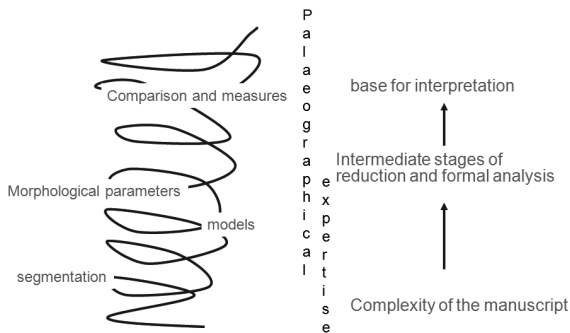 Comparison and measures
Morphological parameters
models
segmentation
Palaeographical
expertise
base for interpretation
Intermediate stages of
reduction and formal analysis
Complexity of the manuscript